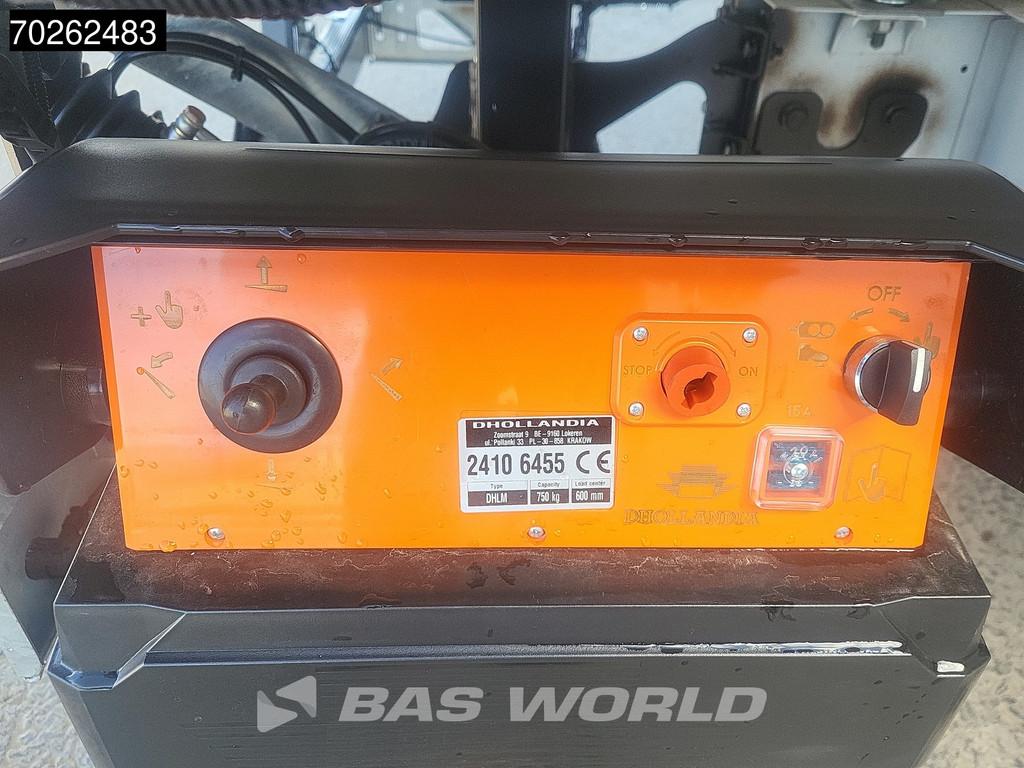 70262483
OFF
STOP
ON
15A
DHOLLANDIA
Zoomstraat 9 BE - 9160 Lokeren
ul.' Poltanki 33 PL - 30 - 858 KRAKOW
2410 6455 CE
Type Capacity Load center
DHLM 750 kg 600 mm
DHOLLANDIA
BAS WORLD